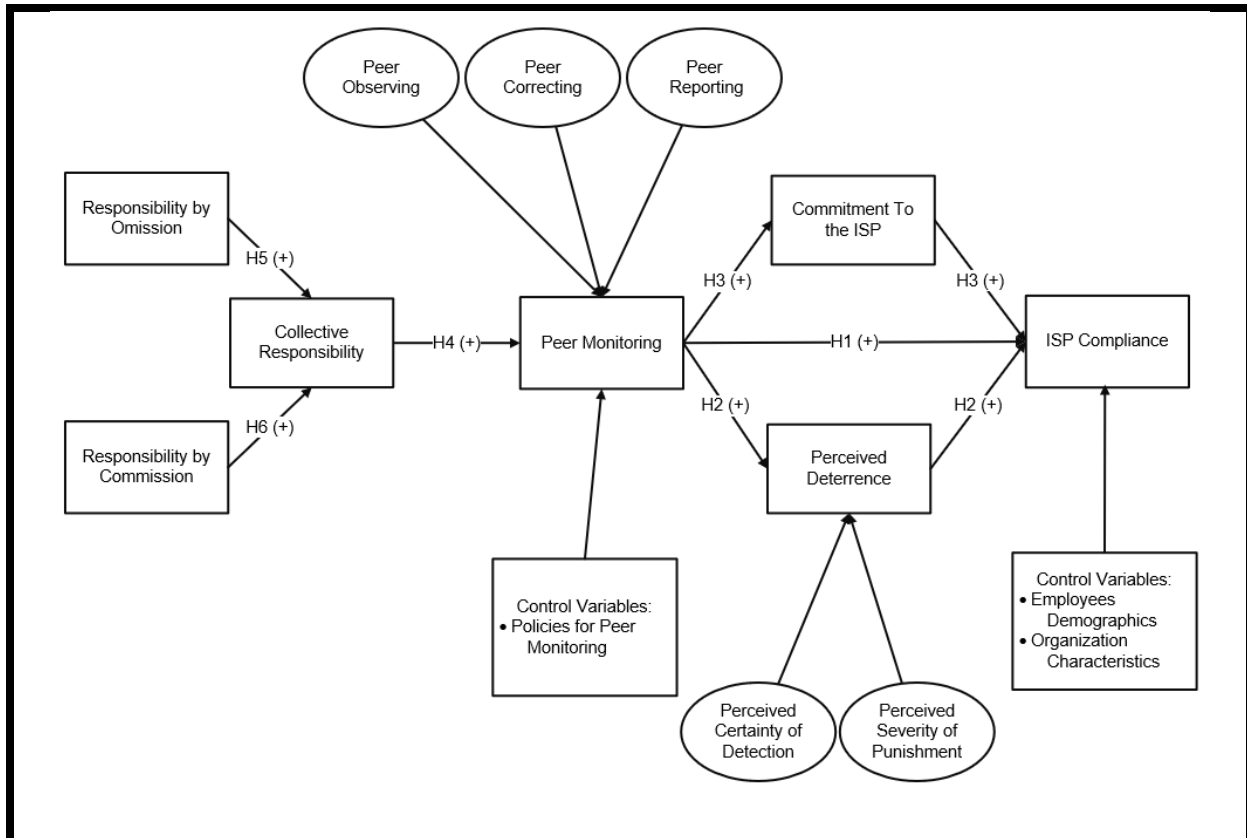 Peer
Observing
Peer
Correcting
Peer
Reporting
Responsibility by
Omission
Commitment To
the ISP
H5 (+)
H3 (+)
H3 (+)
Collective
Responsibility
H4 (+)
Peer Monitoring
H1 (+)
ISP Compliance
H6 (+)
H2 (+)
H2 (+)
Responsibility by
Commission
Perceived
Deterrence
Control Variables:
• Policies for Peer
Monitoring
Control Variables:
• Employees
Demographics
• Organization
Characteristics
Perceived
Certainty of
Detection
Perceived
Severity of
Punishment